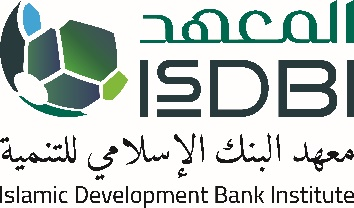 المعهد
IsDBI
معهد البنك الإسلامي للتنمية
Islamic Development Bank Institute